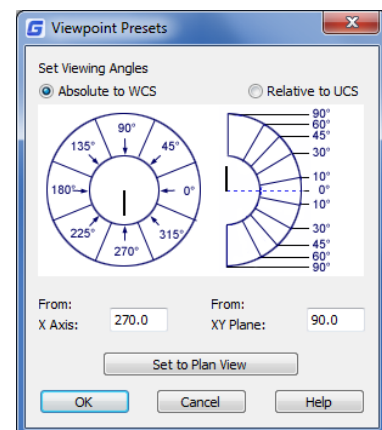 Viewpoint Presets
Set Viewing Angles
Absolute to WCS
Relative to UCS
90°
135°
45°
180°
0°
225°
315°
270°
90°
60°
45°
30°
10°
0°
10°
30°
45°
60°
90°
From:
X Axis: 270.0
From:
XY Plane: 90.0
Set to Plan View
OK
Cancel
Help